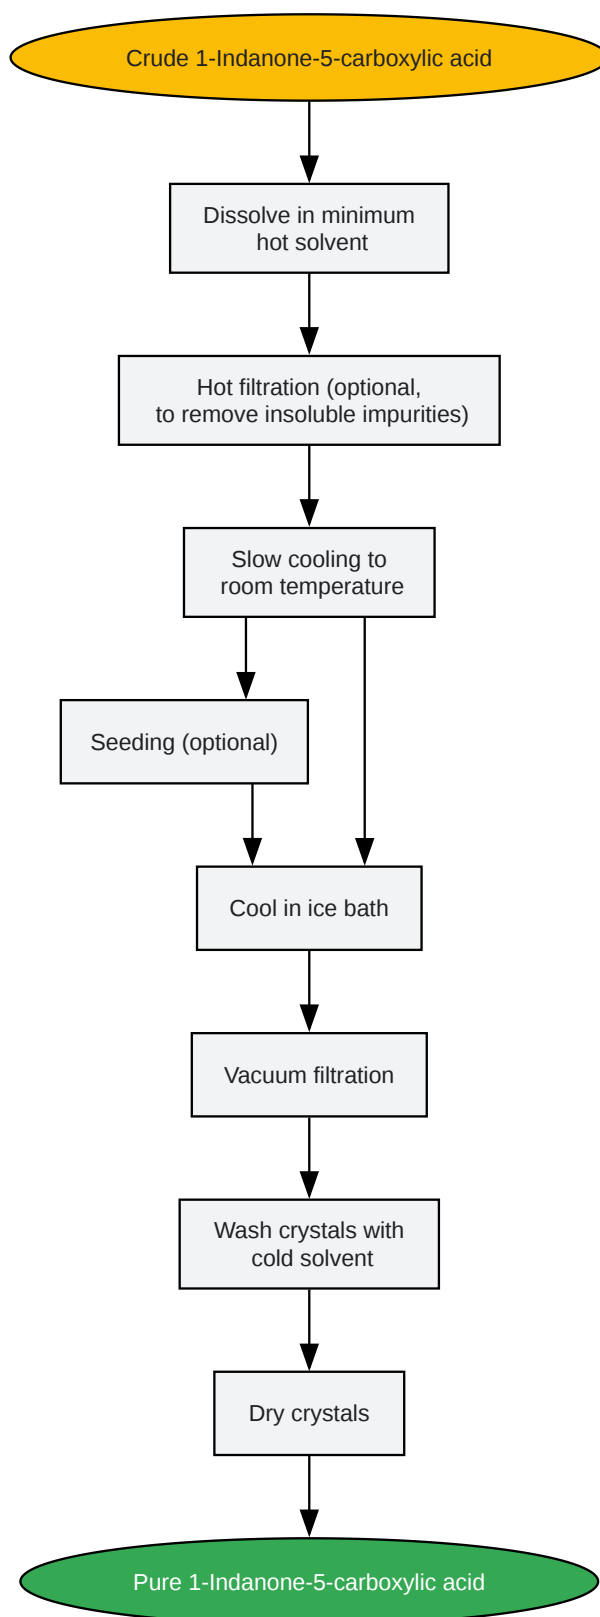 Crude 1-Indanone-5-carboxylic acid
Dissolve in minimum
hot solvent
Hot filtration (optional,
to remove insoluble impurities)
Slow cooling to
room temperature
Seeding (optional)
Cool in ice bath
Vacuum filtration
Wash crystals with
cold solvent
Dry crystals
Pure 1-Indanone-5-carboxylic acid